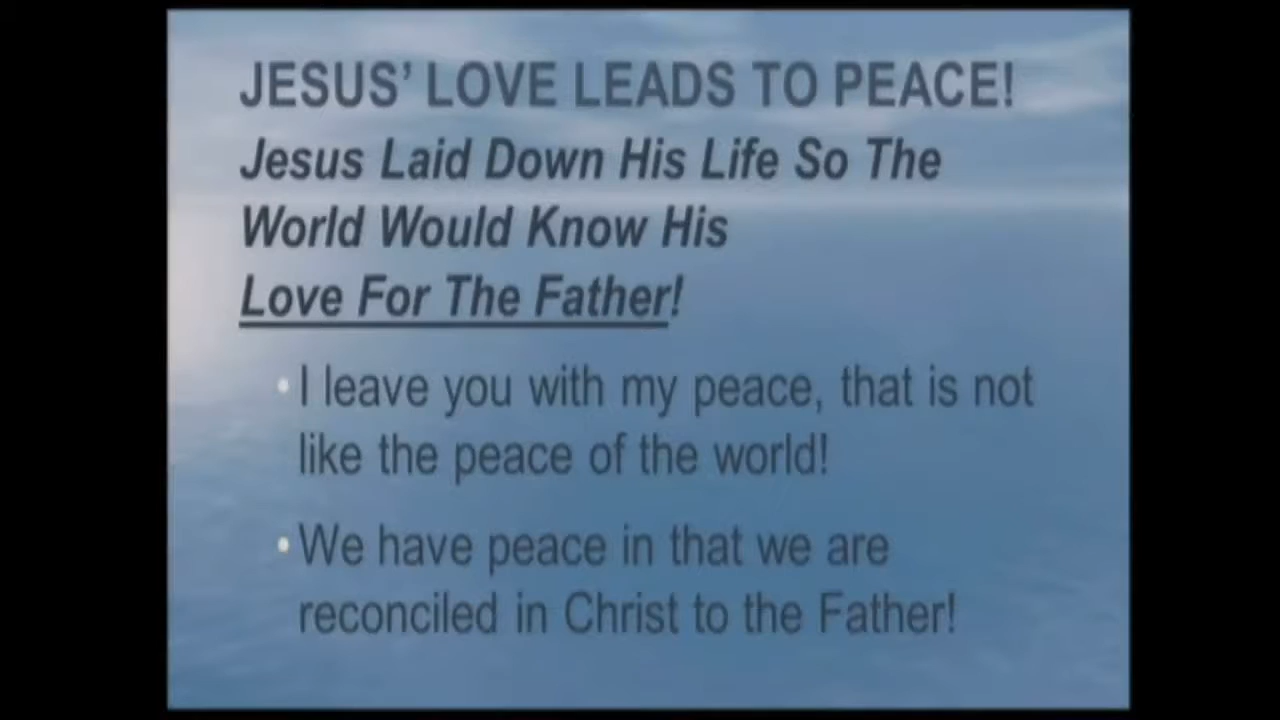 JESUS’ LOVE LEADS TO PEACE!
Jesus Laid Down His Life So The
World Would Know His
Love For The Father!
• I leave you with my peace, that is not
like the peace of the world!
• We have peace in that we are
reconciled in Christ to the Father!